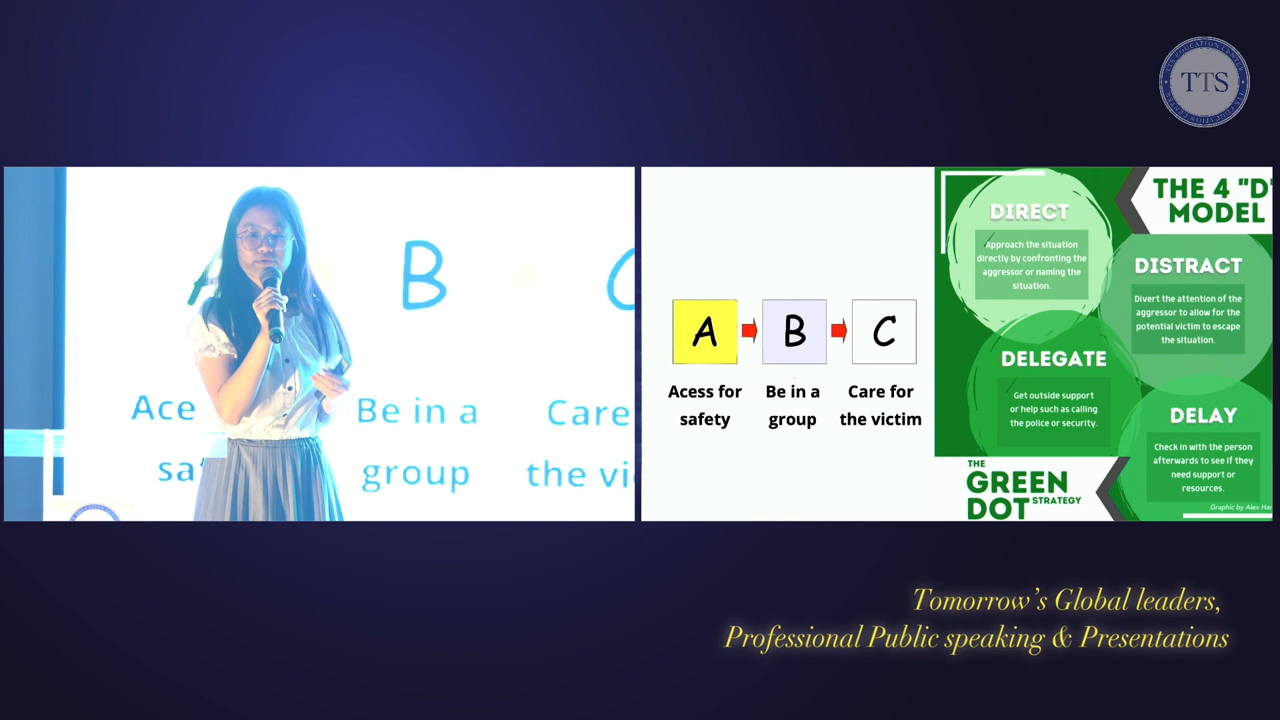 TTS
B
Ace
Be in a
Care
sa
group
the vi
A
B
C
Acess for
safety
Be in a
group
Care for
the victim
THE 4 "D'
MODEL
DIRECT
Approach the situation
directly by confronting the
aggressor or naming the
situation.
DISTRACT
Divert the attention of the
aggressor to allow for the
potential victim to escape
the situation.
DELEGATE
Get outside support
or help such as calling
the police or security.
DELAY
Check in with the person
afterwards to see if they
need support or
resources.
THE
GREEN
DOT STRATEGY
Graphic by Alex Har
Tomorrow's Global leaders,
Professional Public speaking & Presentations